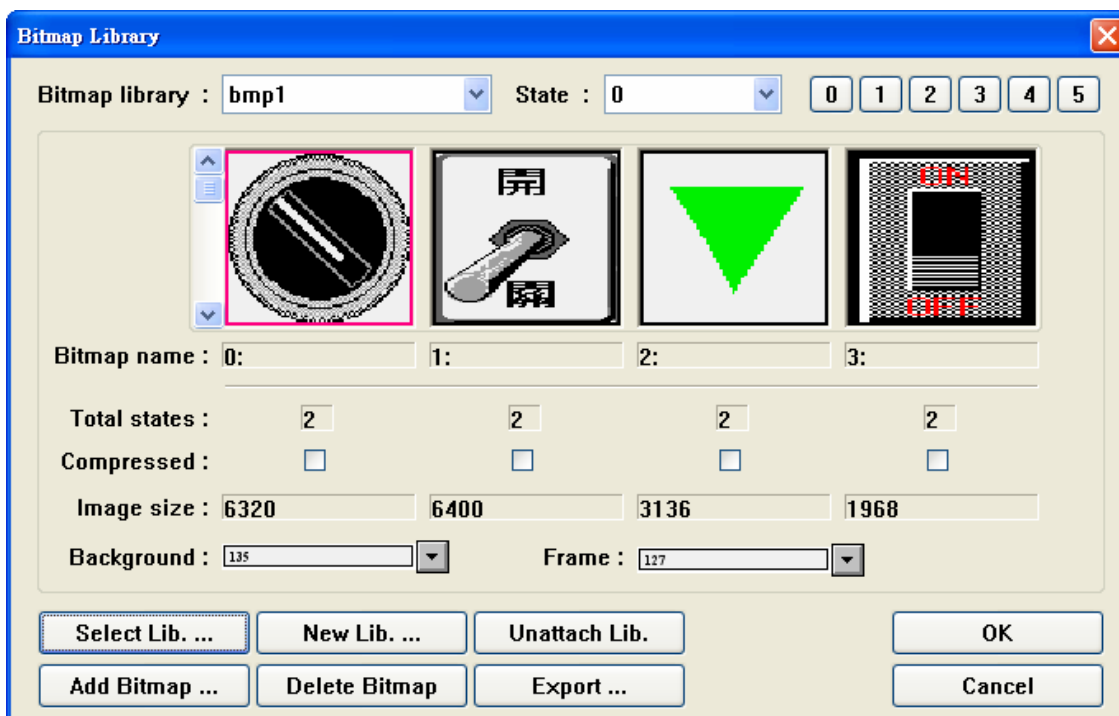 Bitmap Library
Bitmap library : bmp1 State : 0 0 1 2 3 4 5
開 ON
開 OFF
Bitmap name : 0: 1: 2: 3:
Total states : 2 2 2 2
Compressed :
Image size : 6320 6400 3136 1968
Background : 135 Frame : 127
Select Lib. ... New Lib. ... Unattach Lib. OK
Add Bitmap ... Delete Bitmap Export ... Cancel